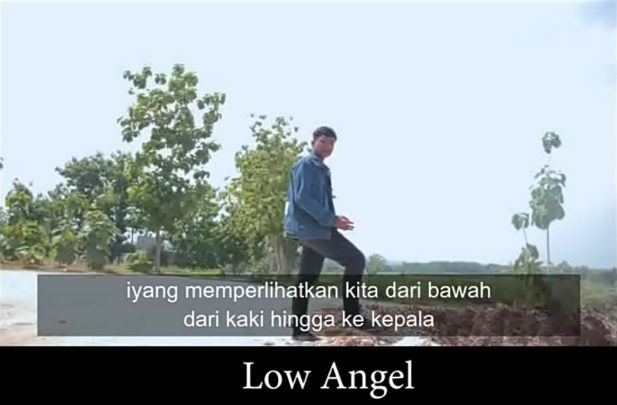 iyang memperlihatkan kita dari bawah
dari kaki hingga ke kepala
Low Angel